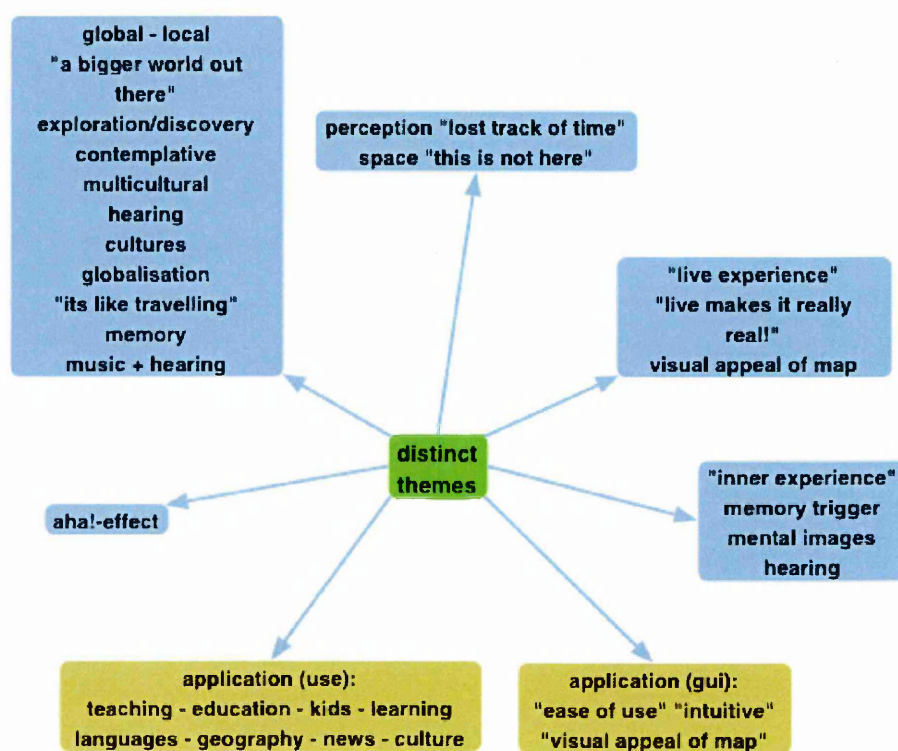 global - local
"a bigger world out
there"
exploration/discovery
contemplative
multicultural
hearing
cultures
globalisation
"its like travelling"
memory
music + hearing
perception "lost track of time"
space "this is not here"
"live experience"
"live makes it really
real!"
visual appeal of map
distinct
themes
"inner experience"
memory trigger
mental images
hearing
aha!-effect
application (use):
teaching - education - kids - learning
languages - geography - news - culture
application (gui):
"ease of use" "intuitive"
"visual appeal of map"